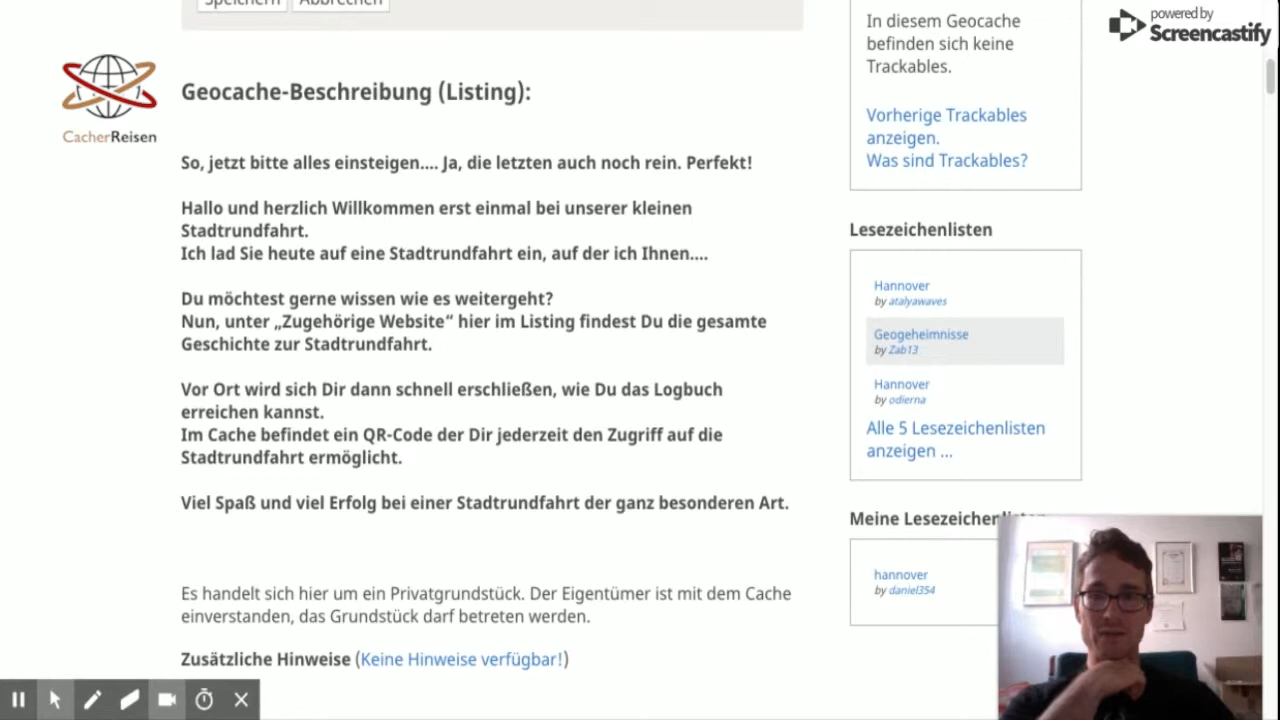 Speichern Abbrechen
powered by
Screencastify
CacherReisen
Geocache-Beschreibung (Listing):
So, jetzt bitte alles einsteigen.... Ja, die letzten auch noch rein. Perfekt!
Hallo und herzlich Willkommen erst einmal bei unserer kleinen
Stadtrundfahrt.
Ich lad Sie heute auf eine Stadtrundfahrt ein, auf der ich Ihnen....
Du möchtest gerne wissen wie es weitergeht?
Nun, unter „Zugehörige Website“ hier im Listing findest Du die gesamte
Geschichte zur Stadtrundfahrt.
Vor Ort wird sich Dir dann schnell erschließen, wie Du das Logbuch
erreichen kannst.
Im Cache befindet ein QR-Code der Dir jederzeit den Zugriff auf die
Stadtrundfahrt ermöglicht.
Viel Spaß und viel Erfolg bei einer Stadtrundfahrt der ganz besonderen Art.
Es handelt sich hier um ein Privatgrundstück. Der Eigentümer ist mit dem Cache
einverstanden, das Grundstück darf betreten werden.
Zusätzliche Hinweise (Keine Hinweise verfügbar!)
In diesem Geocache
befinden sich keine
Trackables.
Vorherige Trackables
anzeigen.
Was sind Trackables?
Lesezeichenlisten
Hannover
by atalyawaves
Geogeheimnisse
by Zab13
Hannover
by odierna
Alle 5 Lesezeichenlisten
anzeigen ...
Meine Lesezeichenlisten
hannover
by daniel354